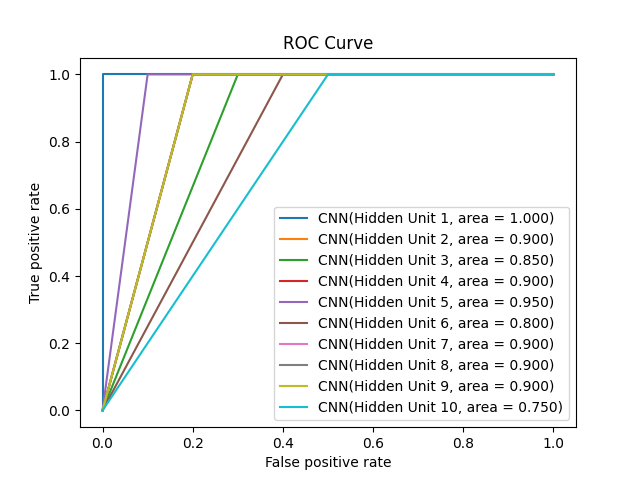 ROC Curve
True positive rate
1.0
0.8
0.6
0.4
0.2
0.0
CNN(Hidden Unit 1, area = 1.000)
CNN(Hidden Unit 2, area = 0.900)
CNN(Hidden Unit 3, area = 0.850)
CNN(Hidden Unit 4, area = 0.900)
CNN(Hidden Unit 5, area = 0.950)
CNN(Hidden Unit 6, area = 0.800)
CNN(Hidden Unit 7, area = 0.900)
CNN(Hidden Unit 8, area = 0.900)
CNN(Hidden Unit 9, area = 0.900)
CNN(Hidden Unit 10, area = 0.750)
0.0 0.2 0.4 0.6 0.8 1.0
False positive rate